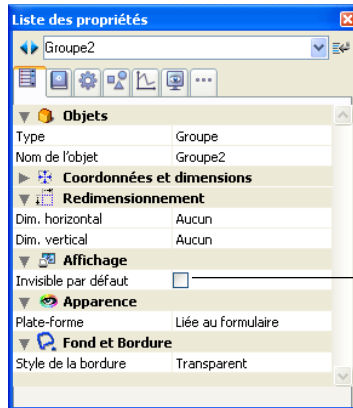 Liste des propriétés
Groupe2
Objets
Type Groupe
Nom de l'objet Groupe2
Coordonnées et dimensions
Redimensionnement
Dim. horizontal Aucun
Dim. vertical Aucun
Affichage
Invisible par défaut
Apparence
Plate-forme Liée au formulaire
Fond et Bordure
Style de la bordure Transparent